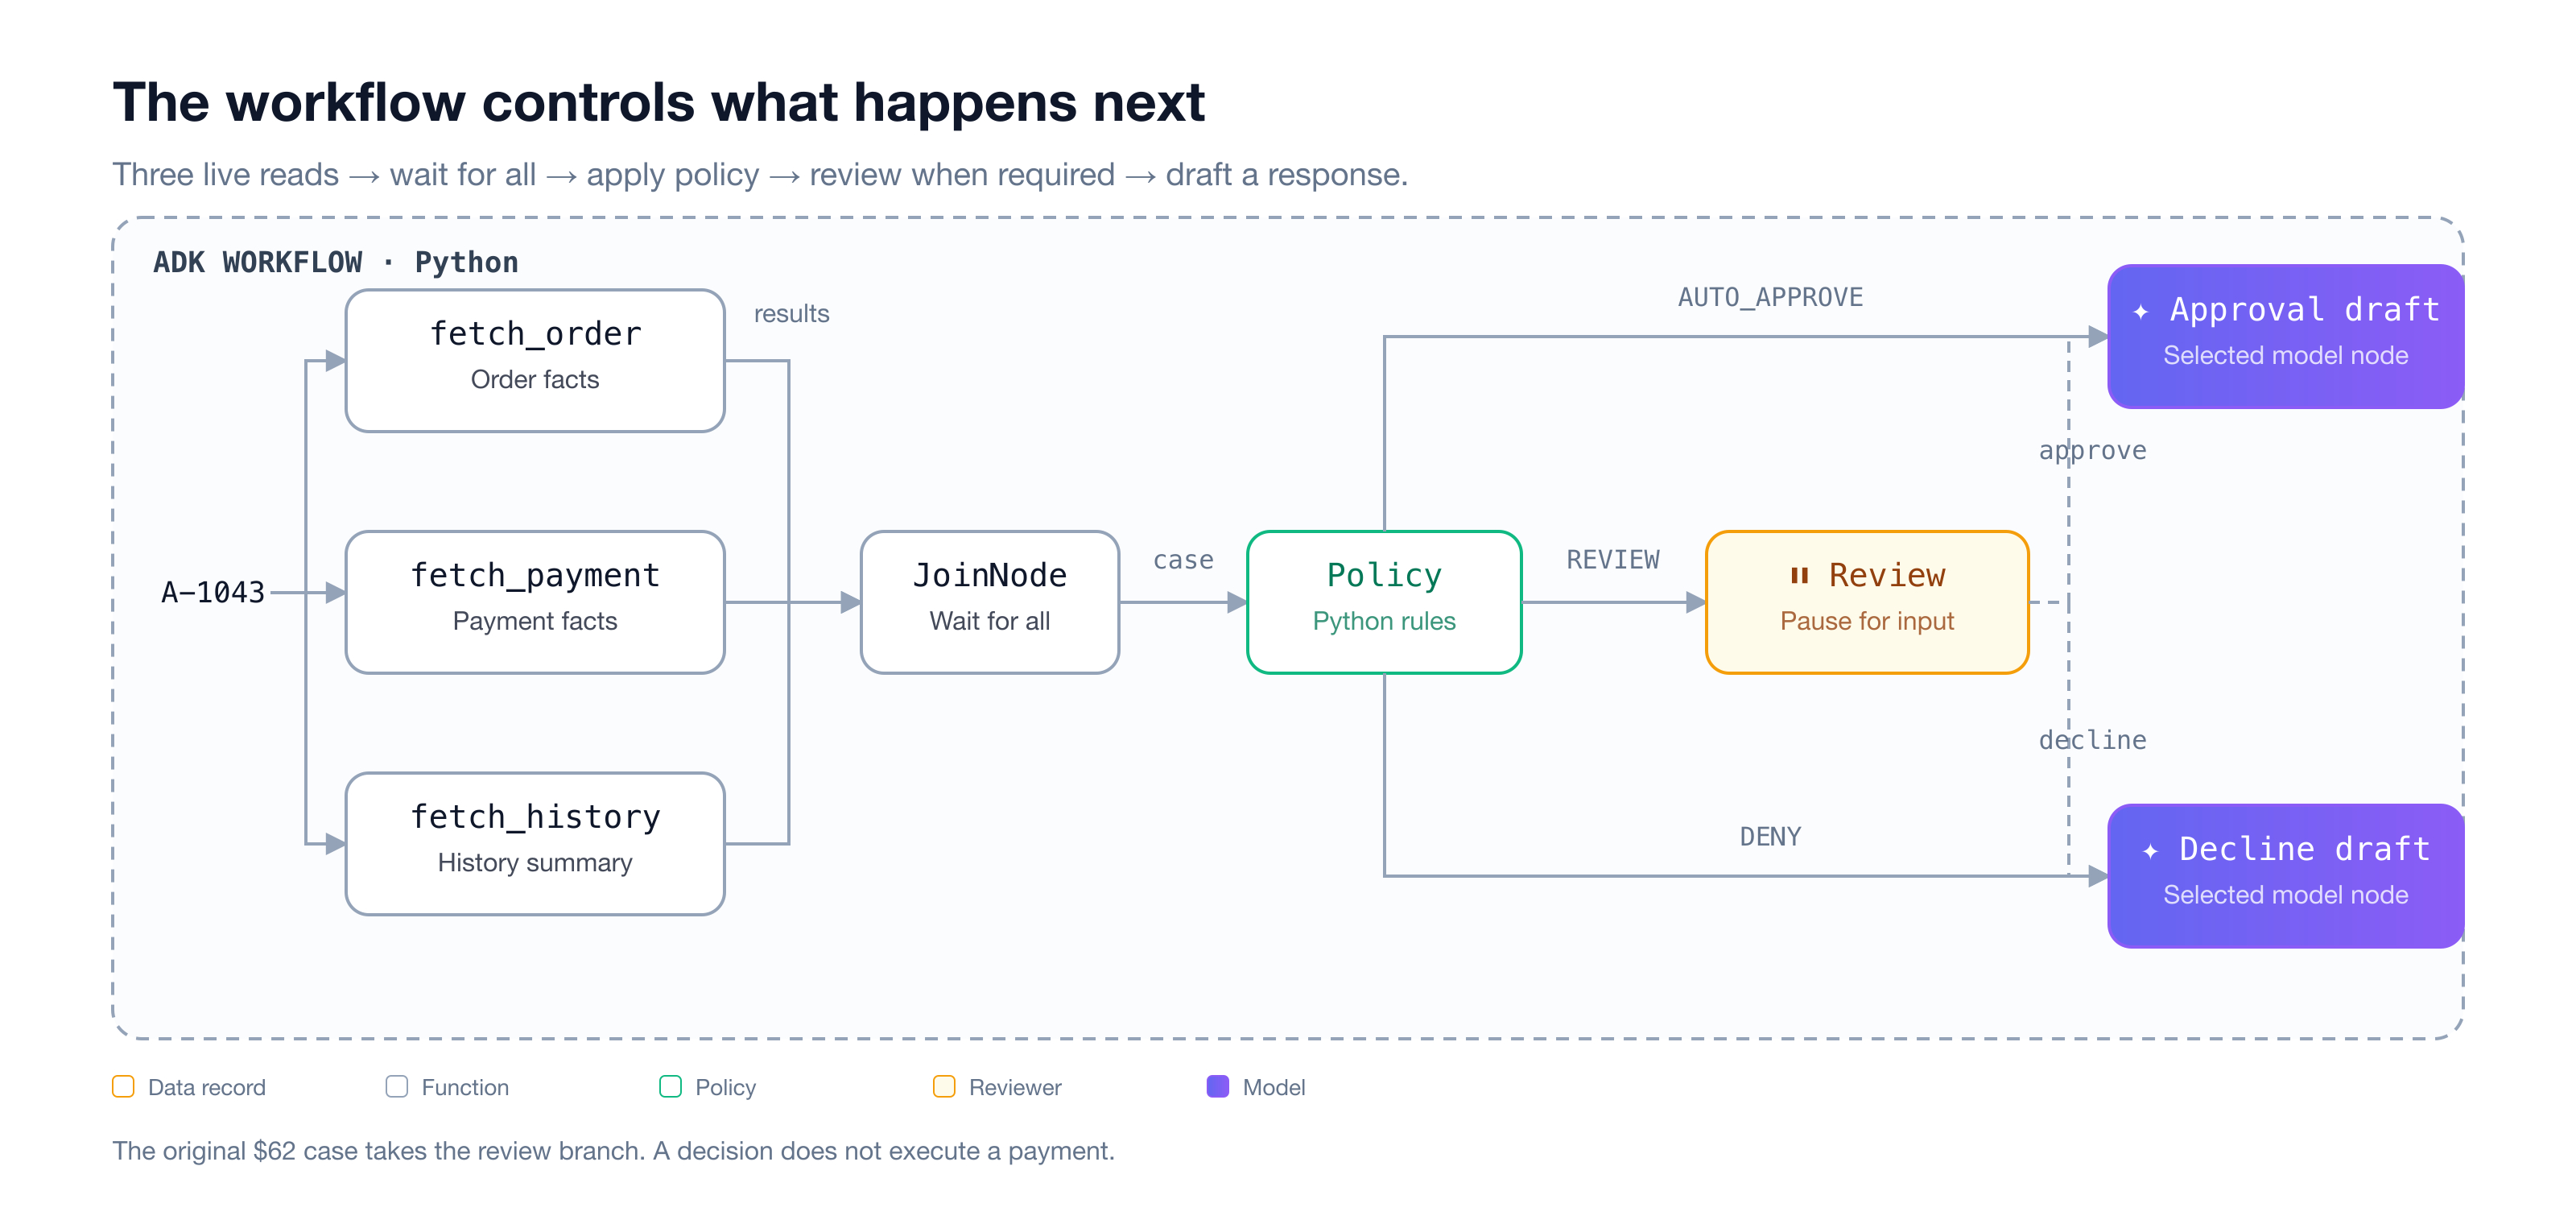 The workflow controls what happens next
Three live reads → wait for all → apply policy → review when required → draft a response.
ADK WORKFLOW · Python
A−1043
fetch_order
Order facts
results
fetch_payment
Payment facts
fetch_history
History summary
JoinNode
Wait for all
case
Policy
Python rules
AUTO_APPROVE
REVIEW
DENY
Review
Pause for input
approve
decline
✦ Approval draft
Selected model node
✦ Decline draft
Selected model node
Data record
Function
Policy
Reviewer
Model
The original $62 case takes the review branch. A decision does not execute a payment.